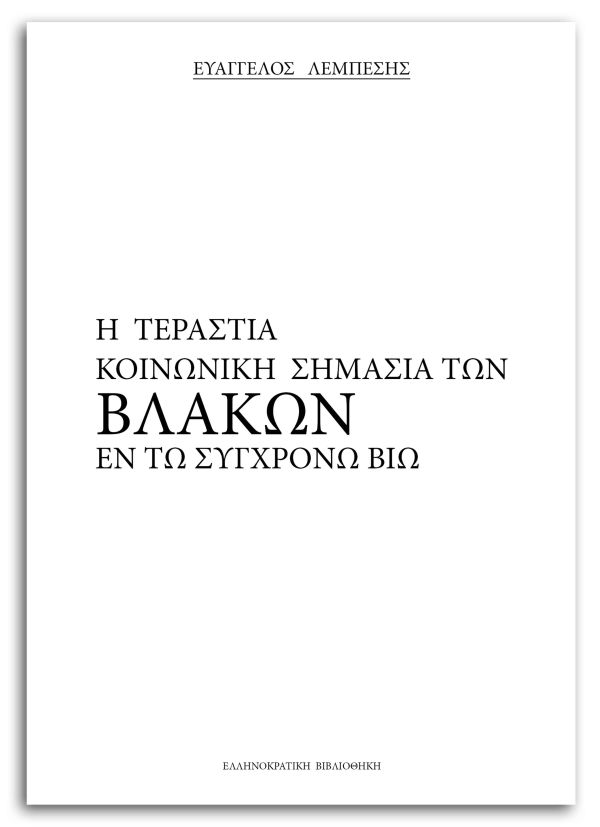 ΕΥΑΓΓΕΛΟΣ ΛΕΜΠΕΣΗΣ
Η ΤΕΡΑΣΤΙΑ
ΚΟΙΝΩΝΙΚΗ ΣΗΜΑΣΙΑ ΤΩΝ
ΒΛΑΚΩΝ
ΕΝ ΤΩ ΣΥΓΧΡΟΝΩ ΒΙΩ
ΕΛΛΗΝΟΚΡΑΤΙΚΗ ΒΙΒΛΙΟΘΗΚΗ